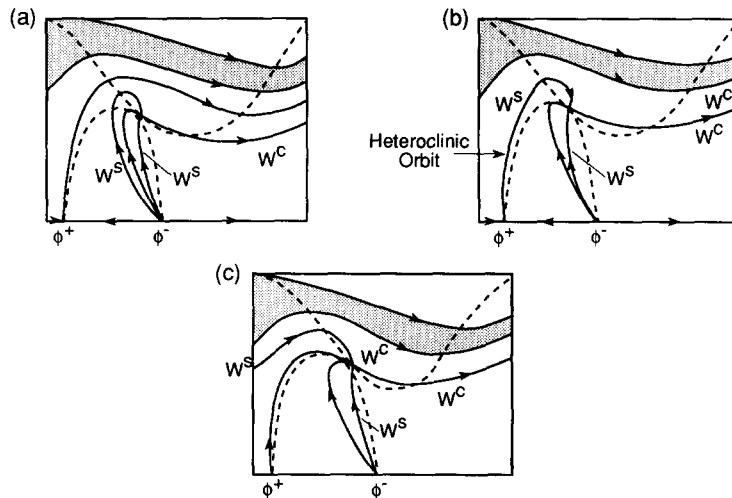 (a)
W^S
W^S
W^C
ϕ^+
ϕ^-
(b)
W^S
W^C
W^C
Heteroclinic
Orbit
W^S
ϕ^+
ϕ^-
(c)
W^S
W^C
W^C
W^S
ϕ^+
ϕ^-